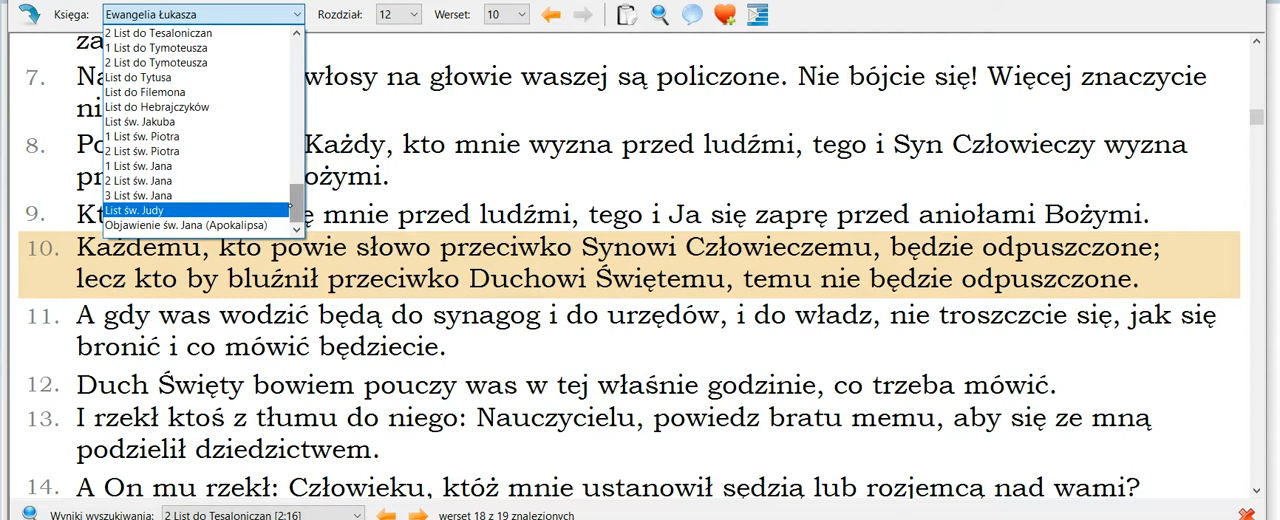 Księga: Ewangelia Łukasza Rozdział: 12 Werset: 10
2 List do Tesaloniczan
1 List do Tymoteusza
2 List do Tymoteusza
List do Tytusa
List do Filemona
List do Hebrajczyków
List św. Jakuba
1 List św. Piotra
2 List św. Piotra
1 List św. Jana
2 List św. Jana
3 List św. Jana
List św. Judy
Objawienie św. Jana (Apokalipsa)
za
7. Na włosy na głowie waszej są policzone. Nie bójcie się! Więcej znaczycie
ni
8. Po Każdy, kto mnie wyzna przed ludźmi, tego i Syn Człowieczy wyzna
pr ożymi.
9. Kt ę mnie przed ludźmi, tego i Ja się zaprę przed aniołami Bożymi.
10. Każdemu, kto powie słowo przeciwko Synowi Człowieczemu, będzie odpuszczone;
lecz kto by bluźnił przeciwko Duchowi Świętemu, temu nie będzie odpuszczone.
11. A gdy was wodzić będą do synagog i do urzędów, i do władz, nie troszczcie się, jak się
bronić i co mówić będziecie.
12. Duch Święty bowiem pouczy was w tej właśnie godzinie, co trzeba mówić.
13. I rzekł ktoś z tłumu do niego: Nauczycielu, powiedz bratu memu, aby się ze mną
podzielił dziedzictwem.
14. A On mu rzekł: Człowieku, któż mnie ustanowił sędzią lub rozjemcą nad wami?
Wyniki wyszukiwania: 2 List do Tesaloniczan [2:16] werset 18 z 19 znalezionych